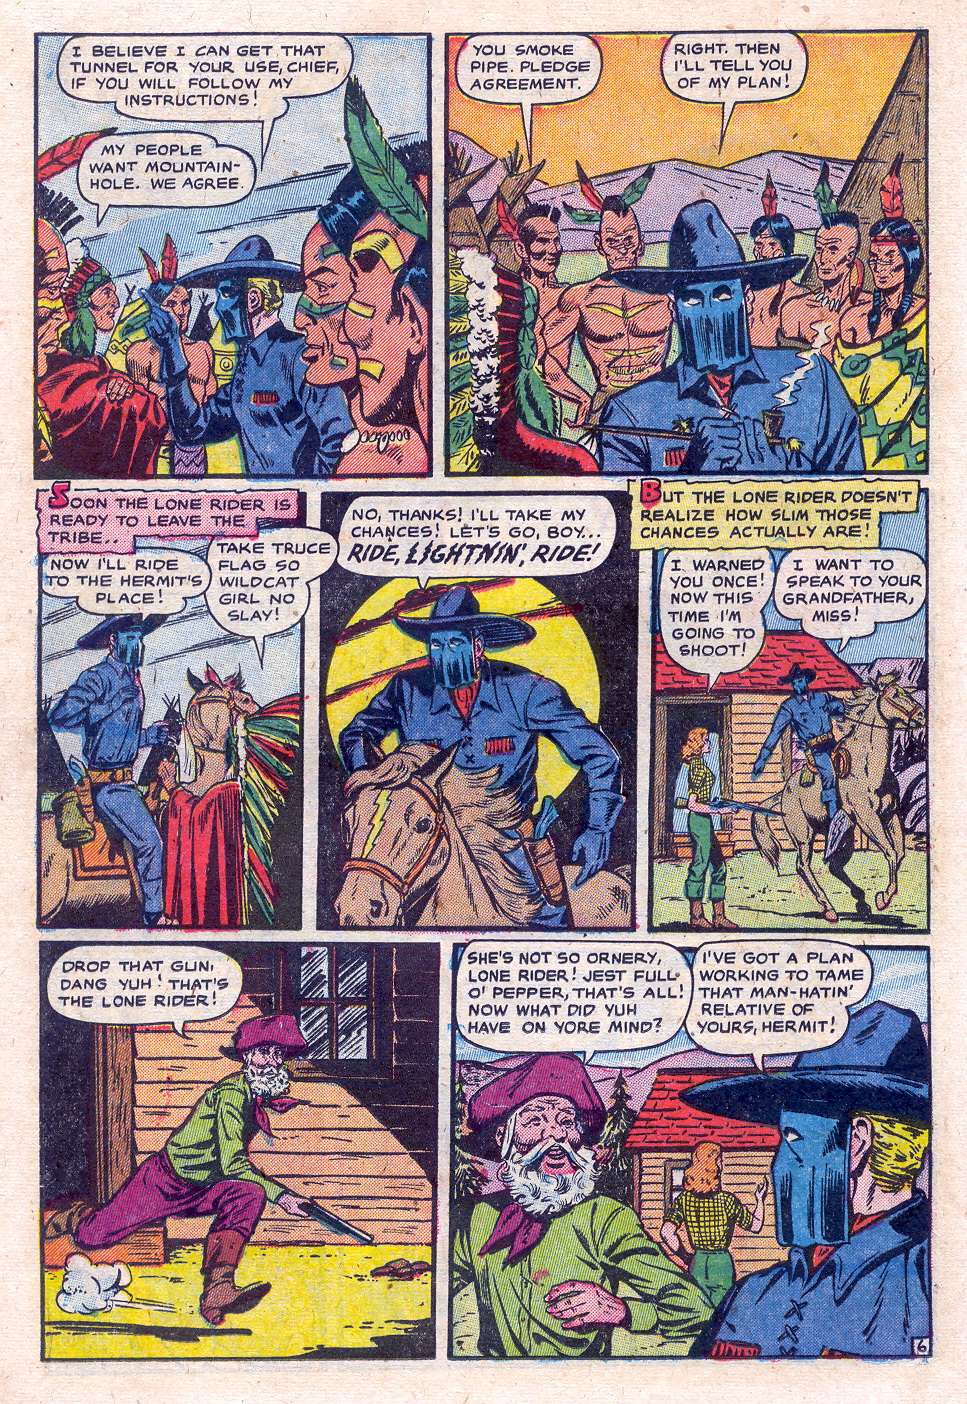 I BELIEVE I CAN GET THAT
TUNNEL FOR YOUR USE, CHIEF,
IF YOU WILL FOLLOW MY
INSTRUCTIONS!
MY PEOPLE
WANT MOUNTAIN-
HOLE. WE AGREE.
YOU SMOKE
PIPE. PLEDGE
AGREEMENT.
RIGHT. THEN
I'LL TELL YOU
OF MY PLAN!
SOON THE LONE RIDER IS
READY TO LEAVE THE
TRIBE..
NOW I'LL RIDE
TO THE HERMIT'S
PLACE!
TAKE TRUCE
FLAG SO
WILDCAT
GIRL NO
SLAY!
NO, THANKS! I'LL TAKE MY
CHANCES! LET'S GO, BOY...
RIDE, LIGHTNIN', RIDE!
BUT THE LONE RIDER DOESN'T
REALIZE HOW SLIM THOSE
CHANCES ACTUALLY ARE!
I WARNED
YOU ONCE!
NOW THIS
TIME I'M
GOING TO
SHOOT!
I WANT TO
SPEAK TO YOUR
GRANDFATHER,
MISS!
DROP THAT GUN,
DANG YUH! THAT'S
THE LONE RIDER!
SHE'S NOT SO ORNERY,
LONE RIDER! JEST FULL
O' PEPPER, THAT'S ALL!
NOW WHAT DID YUH
HAVE ON YORE MIND?
I'VE GOT A PLAN
WORKING TO TAME
THAT MAN-HATIN'
RELATIVE OF
YOURS, HERMIT!
6